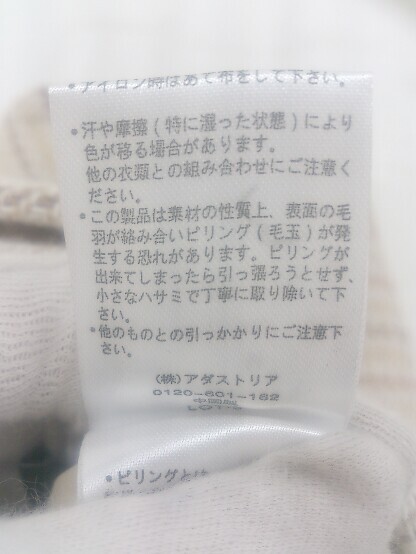 ・アイロン時はあて布をして下さい。
・汗や摩擦(特に湿った状態)により
色が移る場合があります。
他の衣類との組み合わせにご注意く
ださい。
・この製品は素材の性質上、表面の毛
羽が絡み合いピリング(毛玉)が発
生する恐れがあります。ピリングが
出来てしまったら引っ張ろうとせず、
小さなハサミで丁寧に取り除いて下
さい。
・他のものとの引っかかりにご注意下
さい。
(株)アダストリア
0120-601-162
中国製
・ピリングとは